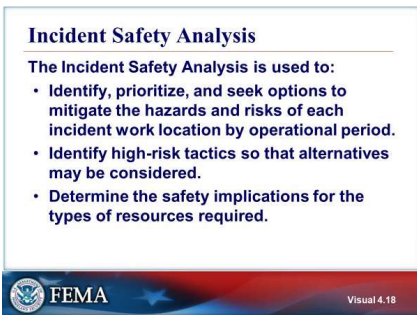 Incident Safety Analysis
The Incident Safety Analysis is used to:
• Identify, prioritize, and seek options to
mitigate the hazards and risks of each
incident work location by operational period.
• Identify high-risk tactics so that alternatives
may be considered.
• Determine the safety implications for the
types of resources required.
FEMA
Visual 4.18